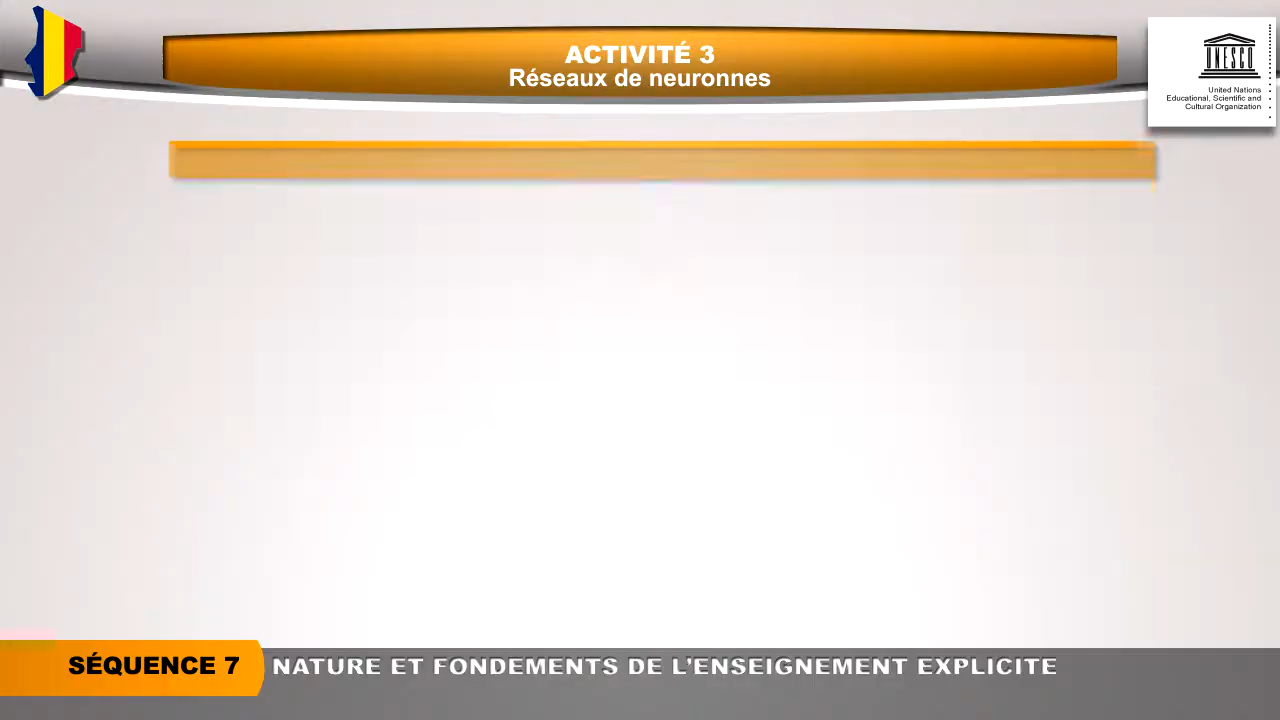 ACTIVITÉ 3
Réseaux de neuronnes
UNESCO
United Nations
Educational, Scientific and
Cultural Organization
SÉQUENCE 7
NATURE ET FONDEMENTS DE L'ENSEIGNEMENT EXPLICITE